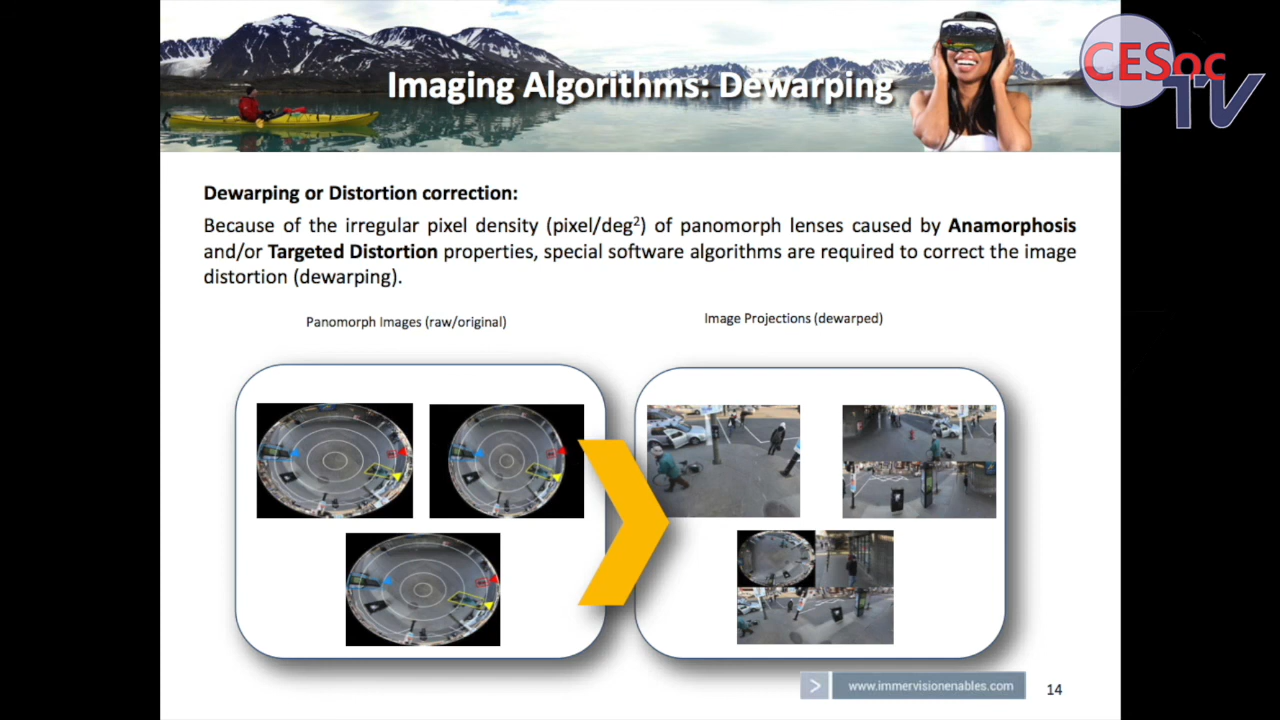 Imaging Algorithms: Dewarping
CESoc
TV
Dewarping or Distortion correction:
Because of the irregular pixel density (pixel/deg²) of panomorph lenses caused by Anamorphosis
and/or Targeted Distortion properties, special software algorithms are required to correct the image
distortion (dewarping).
Panomorph Images (raw/original)
Image Projections (dewarped)
www.immervisionenables.com
14